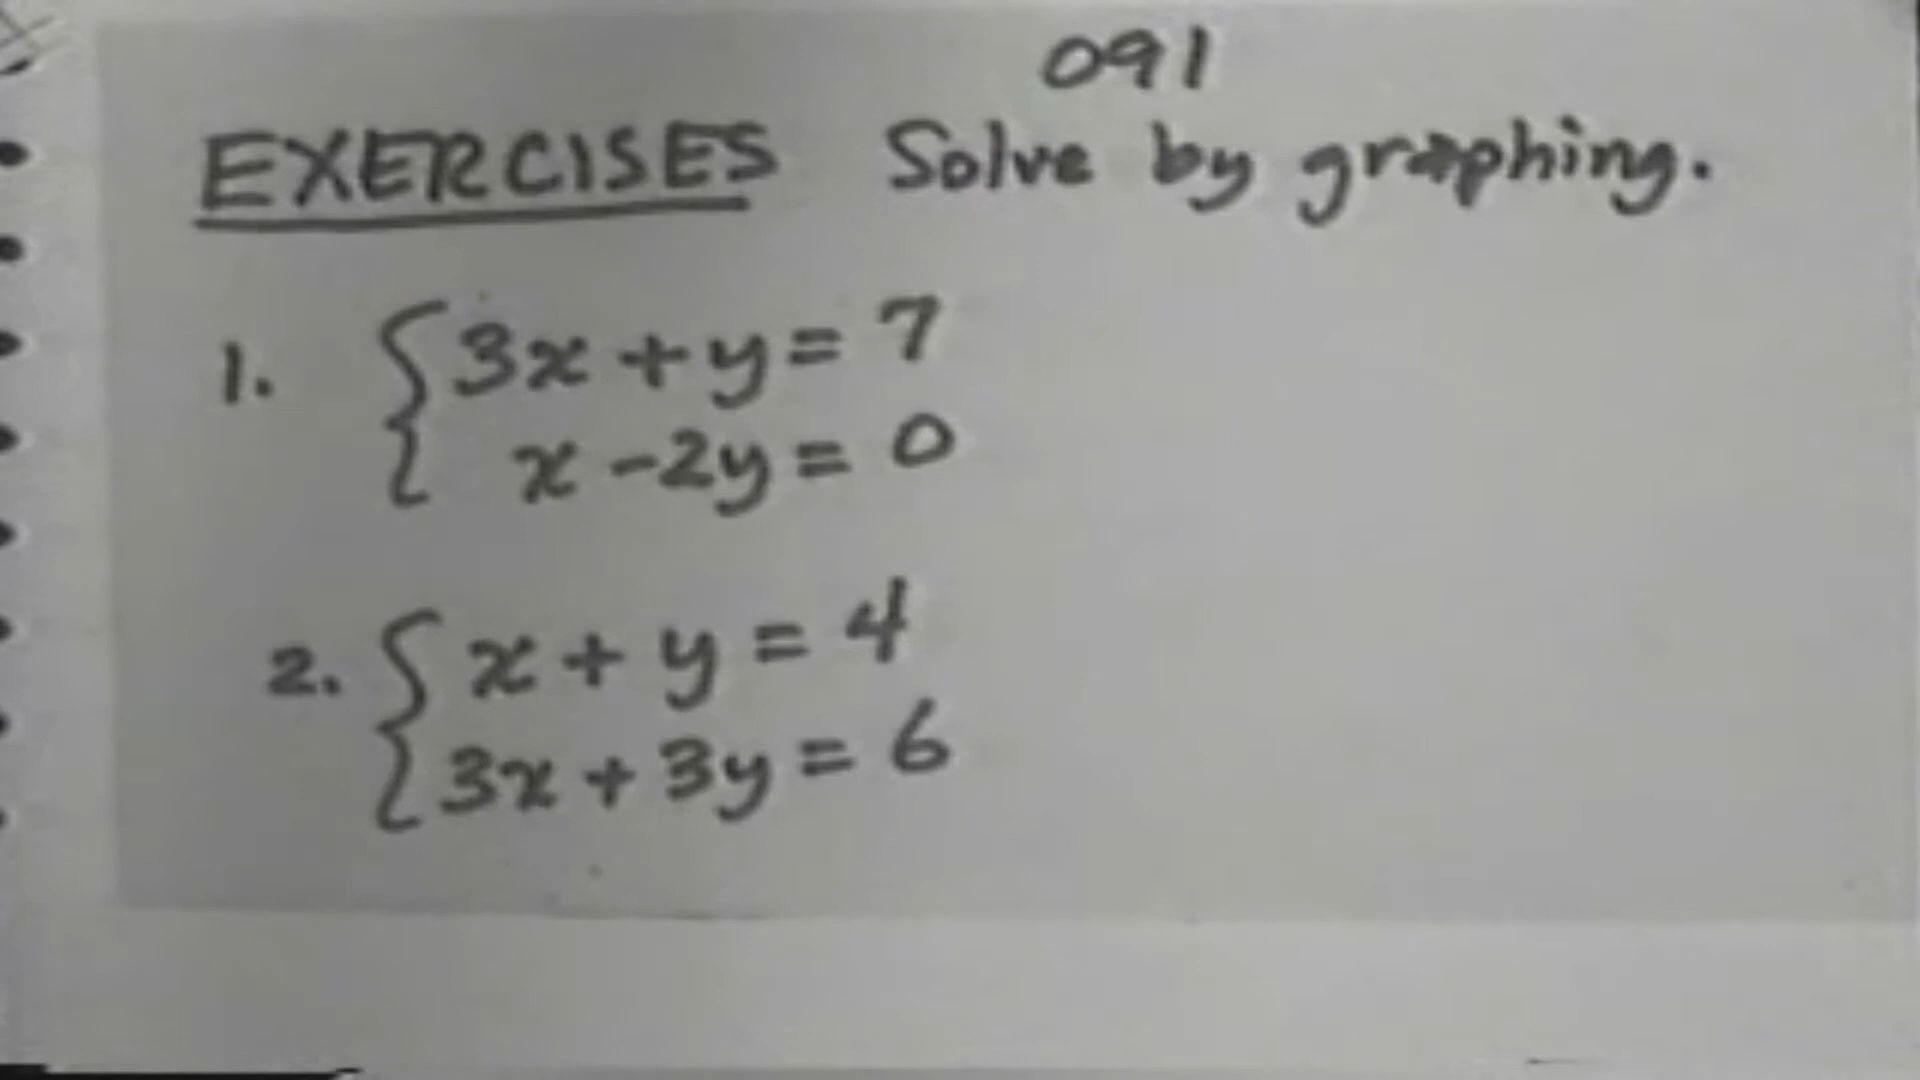 091
EXERCISES Solve by graphing.
1. { 3x + y = 7
x - 2y = 0
2. { x + y = 4
3x + 3y = 6